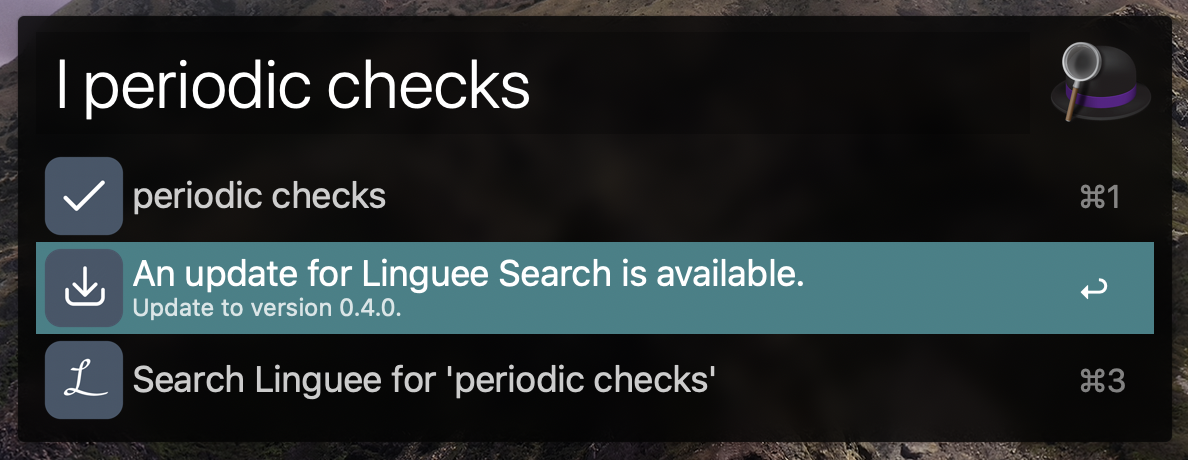 l periodic checks
periodic checks ⌘1
An update for Linguee Search is available.
Update to version 0.4.0.
Search Linguee for 'periodic checks' ⌘3